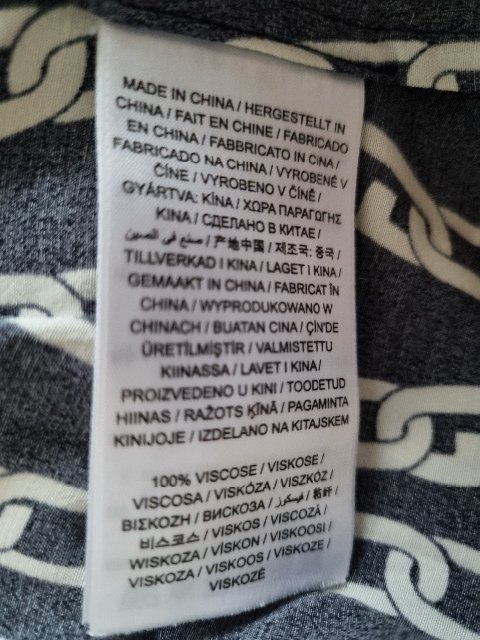 MADE IN CHINA / HERGESTELLT IN
CHINA / FAIT EN CHINE / FABRICADO
EN CHINA / FABBRICATO IN CINA /
FABRICADO NA CHINA / VYROBENÉ V
ČÍNE / VYROBENO V ČÍNĚ /
GYÁRTVA: KÍNA / ΧΩΡΑ ΠΑΡΑΓΩΓΗΣ
ΚΙΝΑ / СДЕЛАНО В КИТАЕ /
صنع في الصين / 产地中国 / 제조국: 중국 /
TILLVERKAD I KINA / LAGET I KINA /
GEMAAKT IN CHINA / FABRICAT ÎN
CHINA / WYPRODUKOWANO W
CHINACH / BUATAN CINA / ÇİN'DE
ÜRETİLMİŞTİR / VALMISTETTU
KIINASSA / LAVET I KINA /
PROIZVEDENO U KINI / TOODETUD
HIINAS / RAŽOTS ĶĪNĀ / PAGAMINTA
KINIJOJE / IZDELANO NA KITAJSKEM
100% VISCOSE / VISKOSE /
VISCOSA / VISKÓZA / VISZKÓZ /
ΒΙΣΚΟΖΗ / ВИСКОЗА / فيسكوز / 粘纤 /
비스코스 / VISKOS / VISCOZĂ /
WISKOZA / VİSKON / VISKOOSI /
VISKOZA / VISKOOS / VISKOZE /
VISKOZĖ